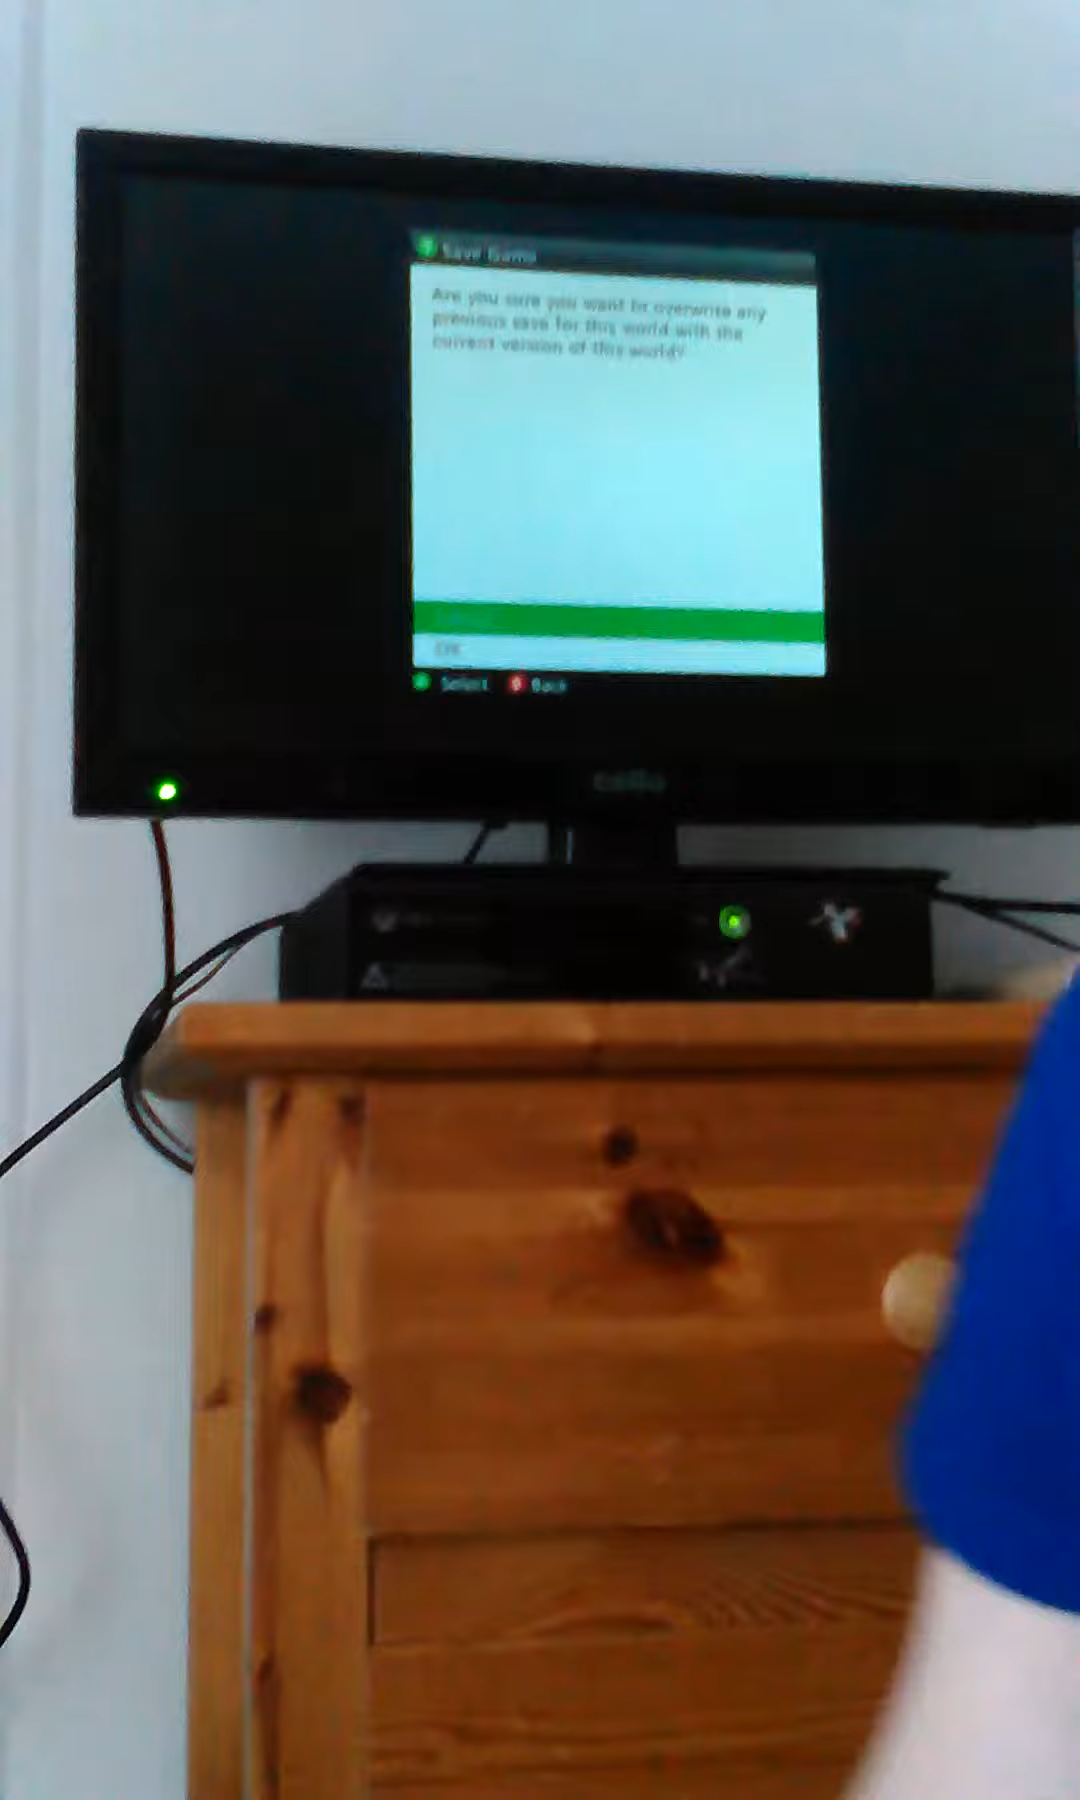 Save Game
Are you sure you want to overwrite any
previous save for this world with the
current version of this world?
OK
Select Back
cello